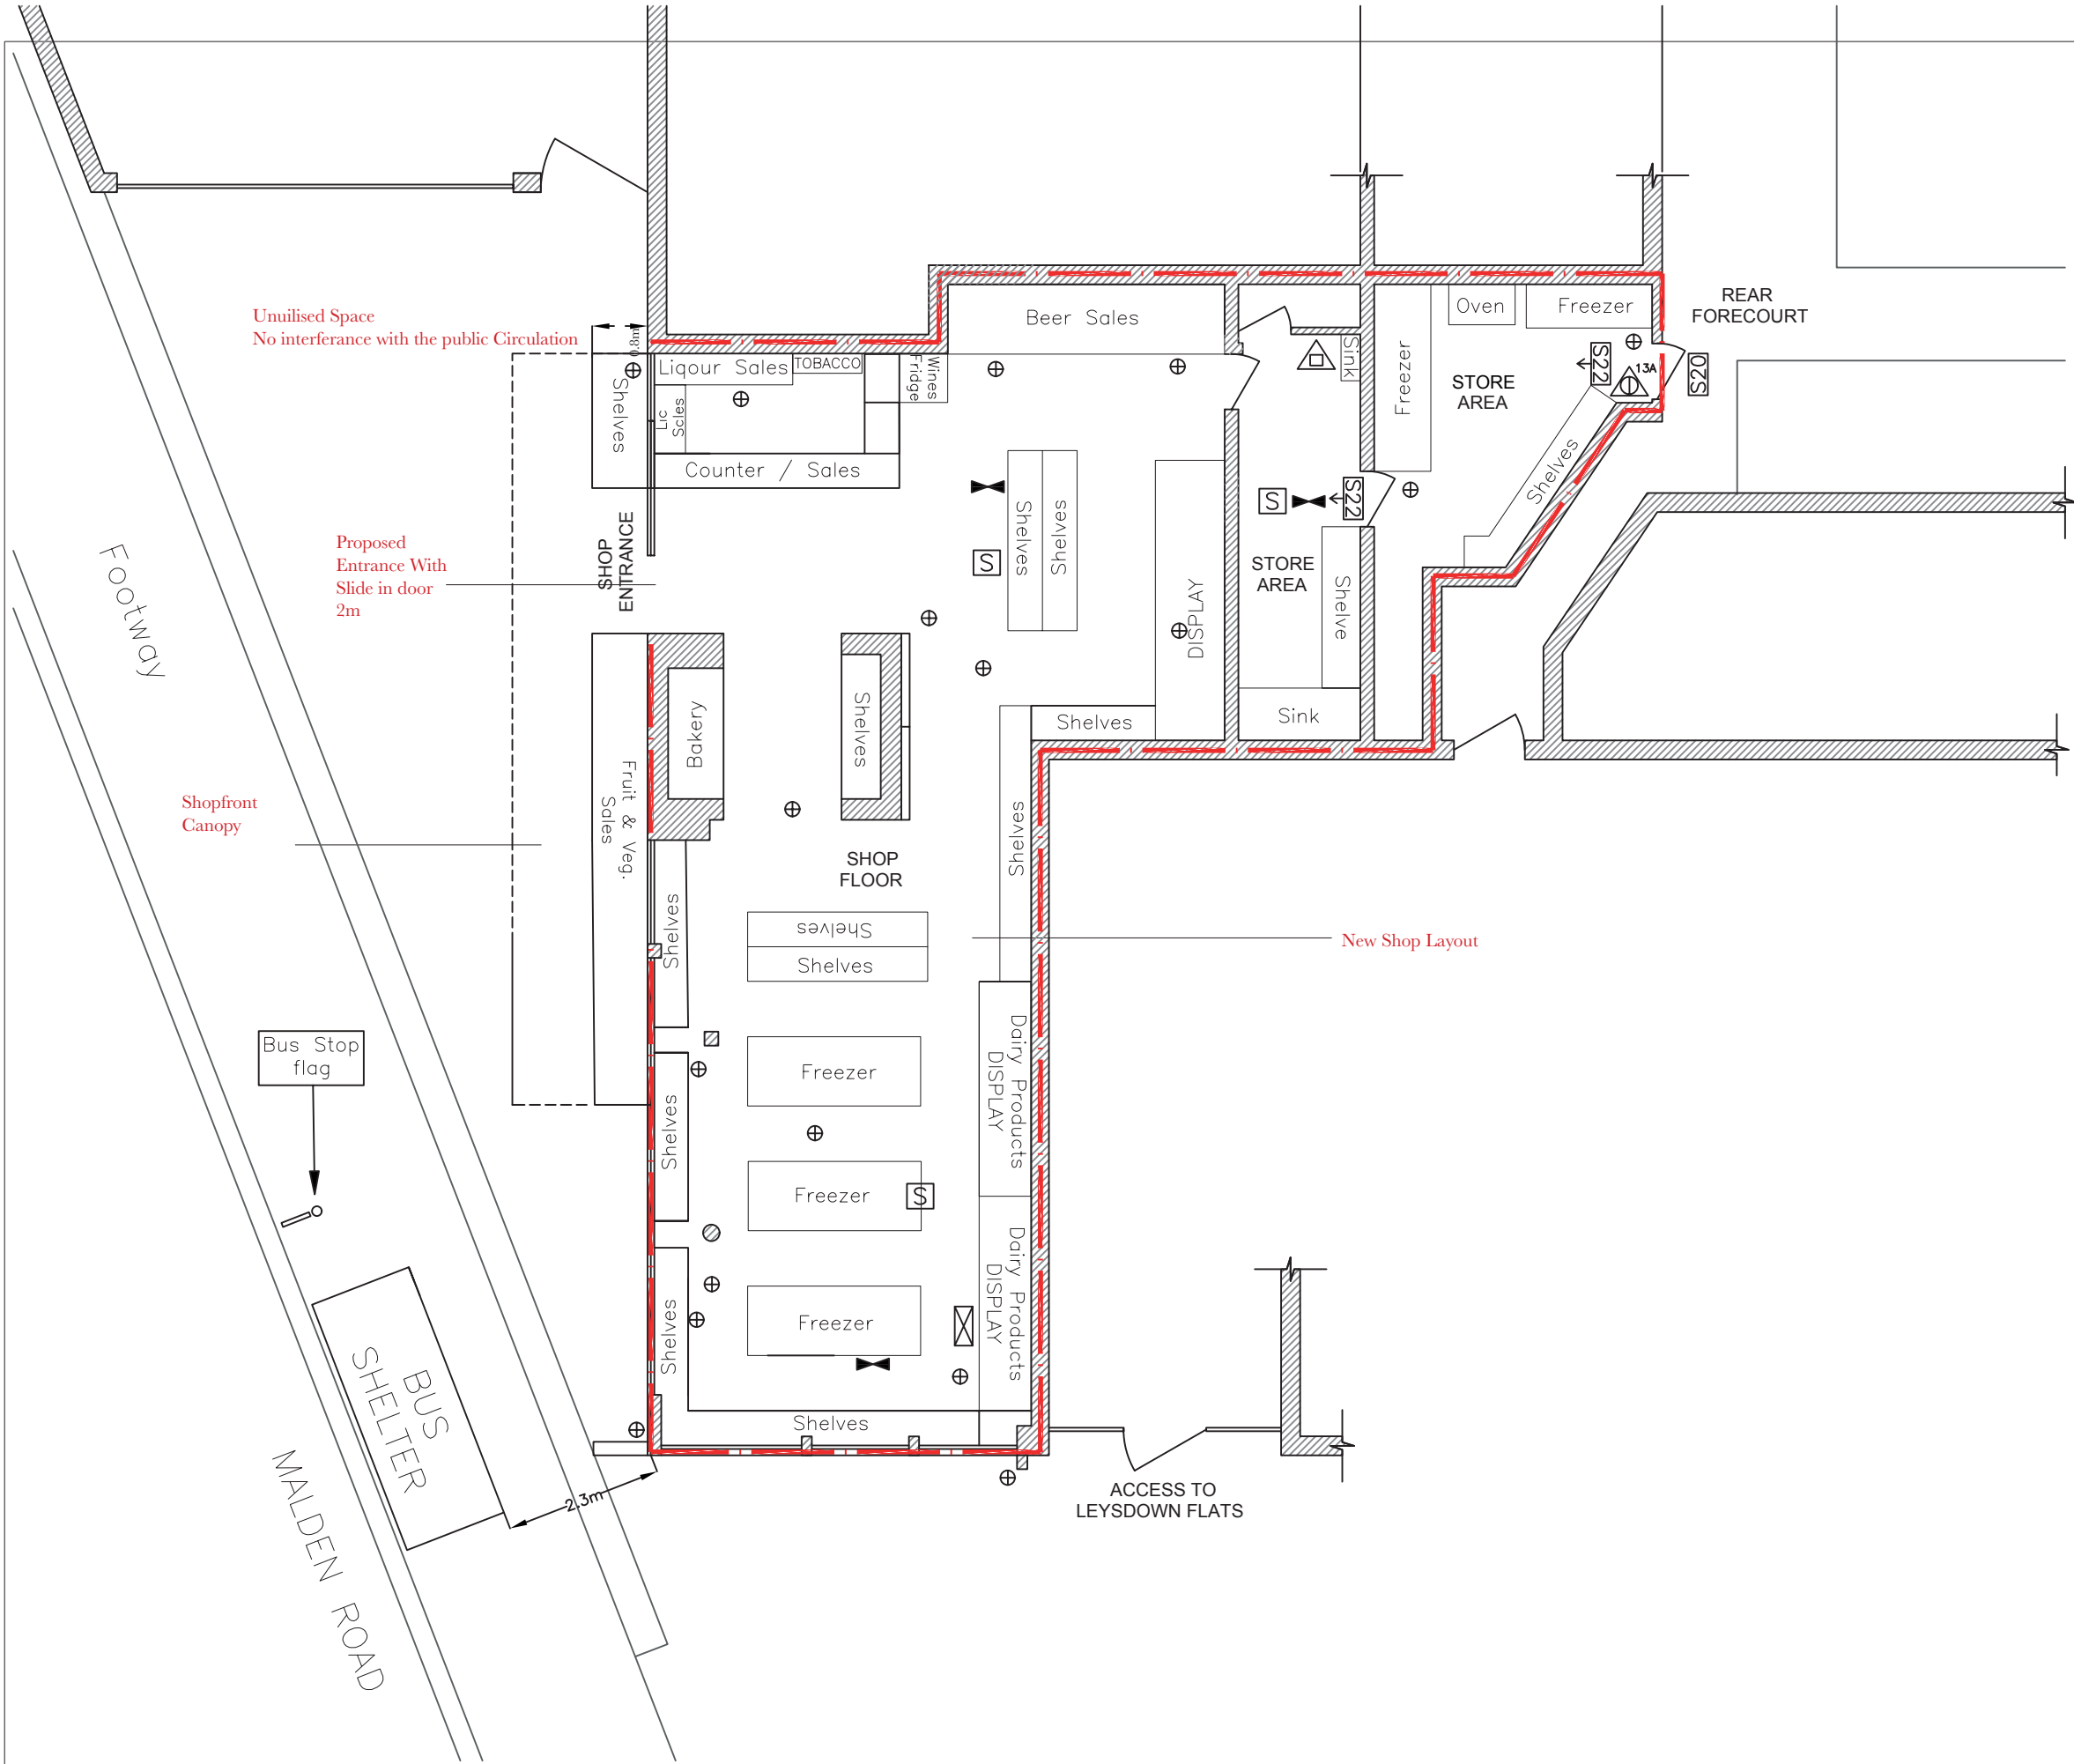 REAR
FORECOURT
Unuilised Space
No interferance with the public Circulation
0.8m
Beer Sales
Oven
Freezer
Liqour Sales
TOBACCO
Wines
Fridge
Sink
Freezer
STORE
AREA
S22
13A
S20
Shelves
Lic
Scles
Counter / Sales
Shelves
Shelves
Shelves
S
S22
Shelves
Proposed
Entrance With
Slide in door
2m
SHOP
ENTRANCE
S
STORE
AREA
Shelve
DISPLAY
Footway
Shelves
Sink
Bakery
Shelves
Fruit & Veg.
Sales
Shopfront
Canopy
Shelves
SHOP
FLOOR
Shelves
Shelves
Shelves
New Shop Layout
Bus Stop
flag
Freezer
Dairy Products
DISPLAY
Shelves
Freezer
S
Dairy Products
DISPLAY
Freezer
Shelves
BUS
SHELTER
Shelves
2.3m
MALDEN ROAD
ACCESS TO
LEYSDOWN FLATS